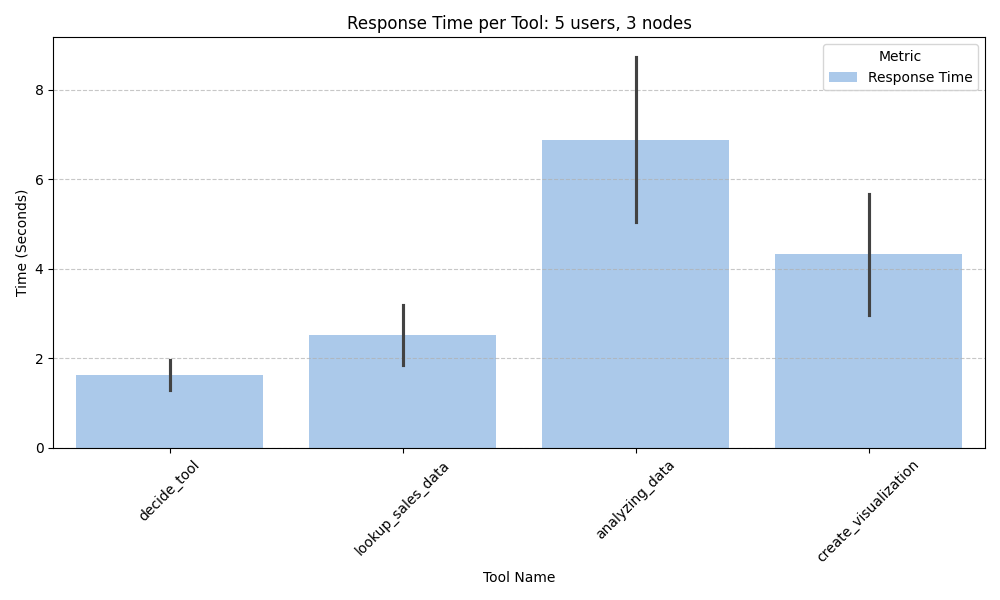 Response Time per Tool: 5 users, 3 nodes
Metric
Response Time
Time (Seconds)
8
6
4
2
0
decide_tool
lookup_sales_data
analyzing_data
create_visualization
Tool Name